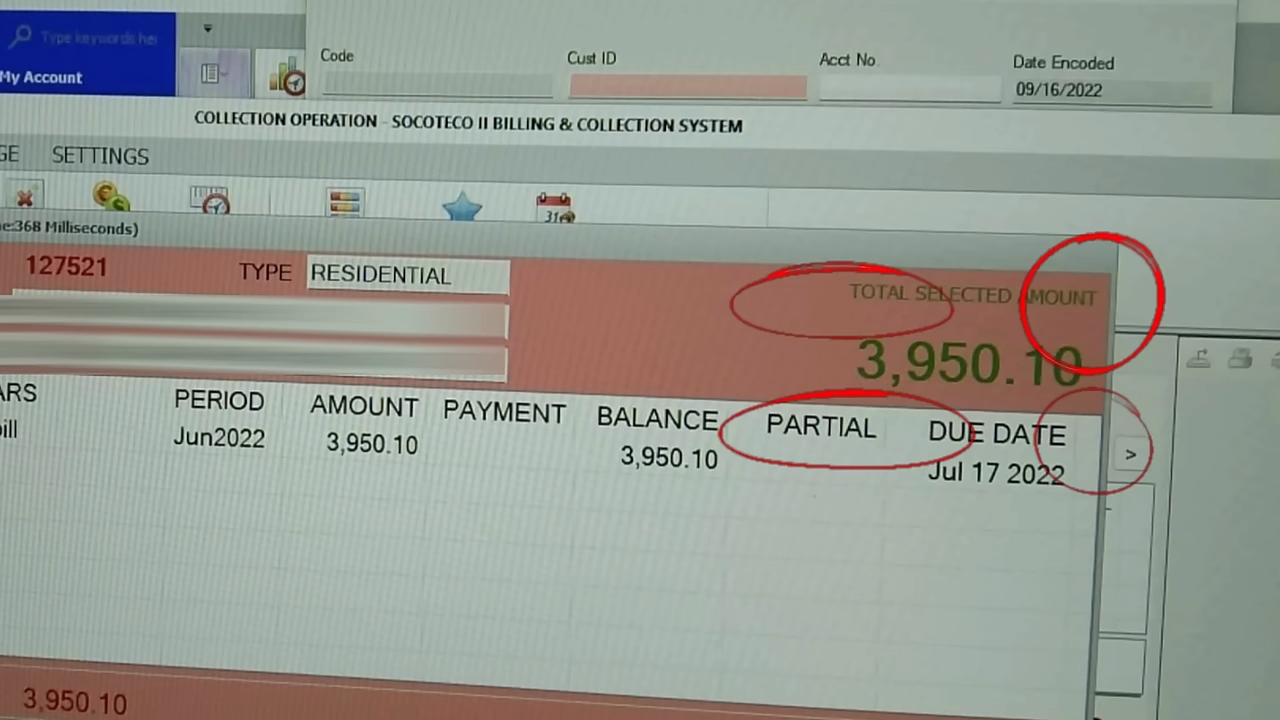 Type keywords her
My Account
Code
Cust ID
Acct No
Date Encoded
09/16/2022
COLLECTION OPERATION - SOCOTECO II BILLING & COLLECTION SYSTEM
GE SETTINGS
31
e:368 Milliseconds)
127521
TYPE RESIDENTIAL
TOTAL SELECTED AMOUNT
3,950.10
ARS PERIOD AMOUNT PAYMENT BALANCE PARTIAL DUE DATE
bill Jun2022 3,950.10 3,950.10 Jul 17 2022
>
3,950.10